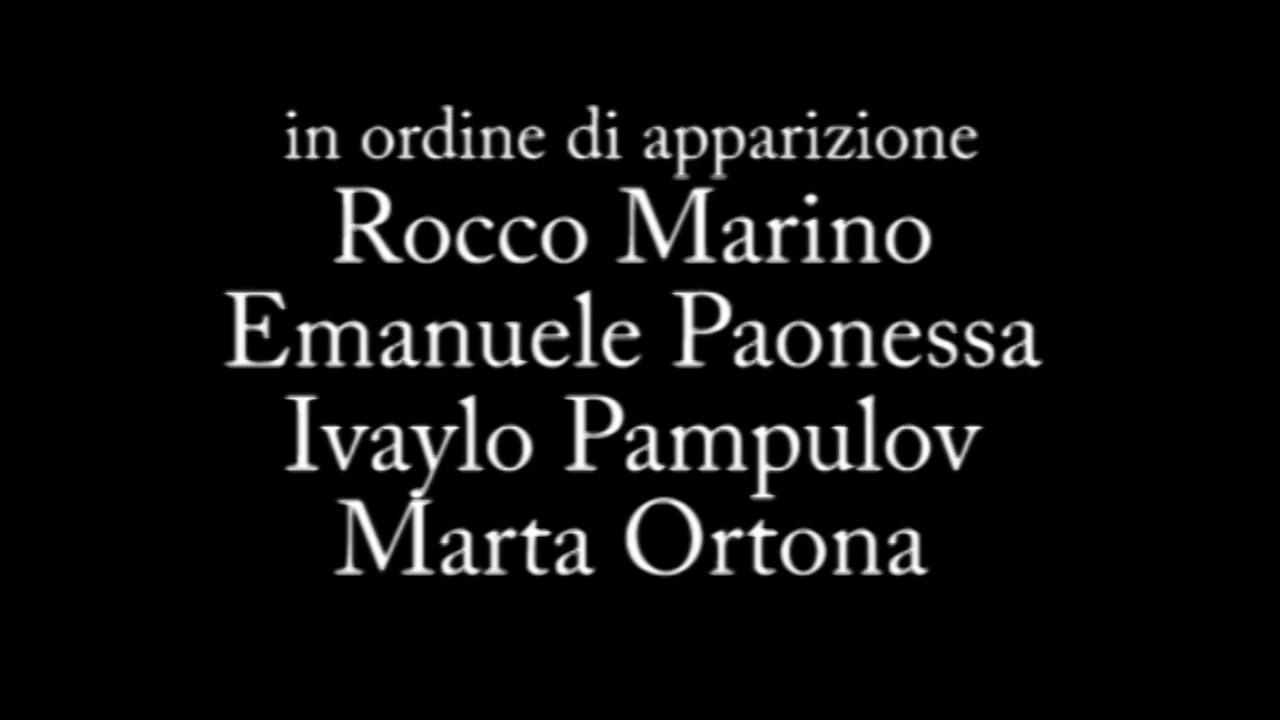 in ordine di apparizione
Rocco Marino
Emanuele Paonessa
Ivaylo Pampulov
Marta Ortona